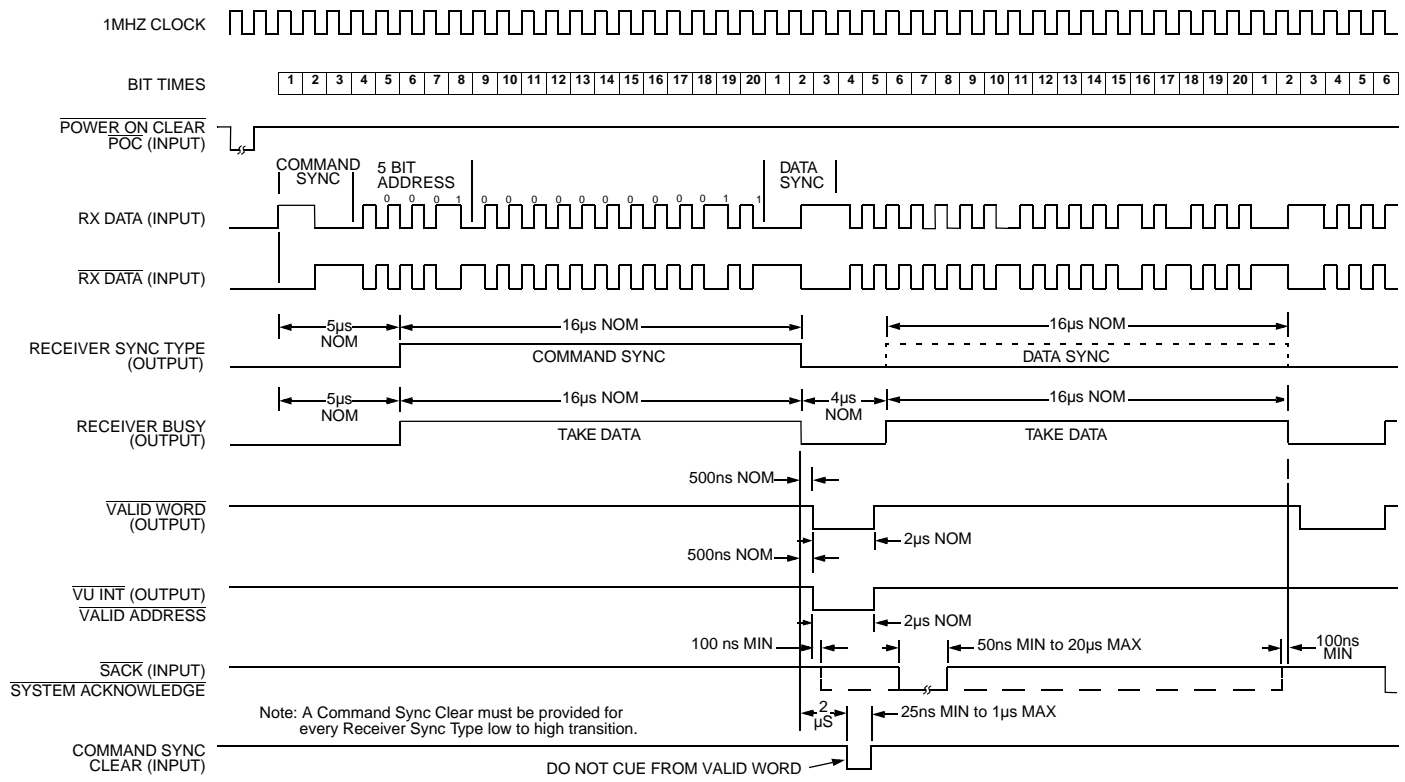 1MHZ CLOCK
BIT TIMES
1 2 3 4 5 6 7 8 9 10 11 12 13 14 15 16 17 18 19 20 1 2 3 4 5 6 7 8 9 10 11 12 13 14 15 16 17 18 19 20 1 2 3 4 5 6
POWER ON CLEAR
POC (INPUT)
COMMAND
SYNC
5 BIT
ADDRESS
DATA
SYNC
0 0 0 1 0 0 0 0 0 0 0 0 0 0 1 1
RX DATA (INPUT)
RX DATA (INPUT)
5µs
NOM
16µs NOM
16µs NOM
RECEIVER SYNC TYPE
(OUTPUT)
COMMAND SYNC
DATA SYNC
5µs
NOM
16µs NOM
4µs
NOM
16µs NOM
RECEIVER BUSY
(OUTPUT)
TAKE DATA
TAKE DATA
500ns NOM
VALID WORD
(OUTPUT)
2µs NOM
500ns NOM
VU INT (OUTPUT)
VALID ADDRESS
2µs NOM
100 ns MIN
50ns MIN to 20µs MAX
100ns
MIN
SACK (INPUT)
SYSTEM ACKNOWLEDGE
Note: A Command Sync Clear must be provided for
every Receiver Sync Type low to high transition.
2
µS
25ns MIN to 1µs MAX
COMMAND SYNC
CLEAR (INPUT)
DO NOT CUE FROM VALID WORD